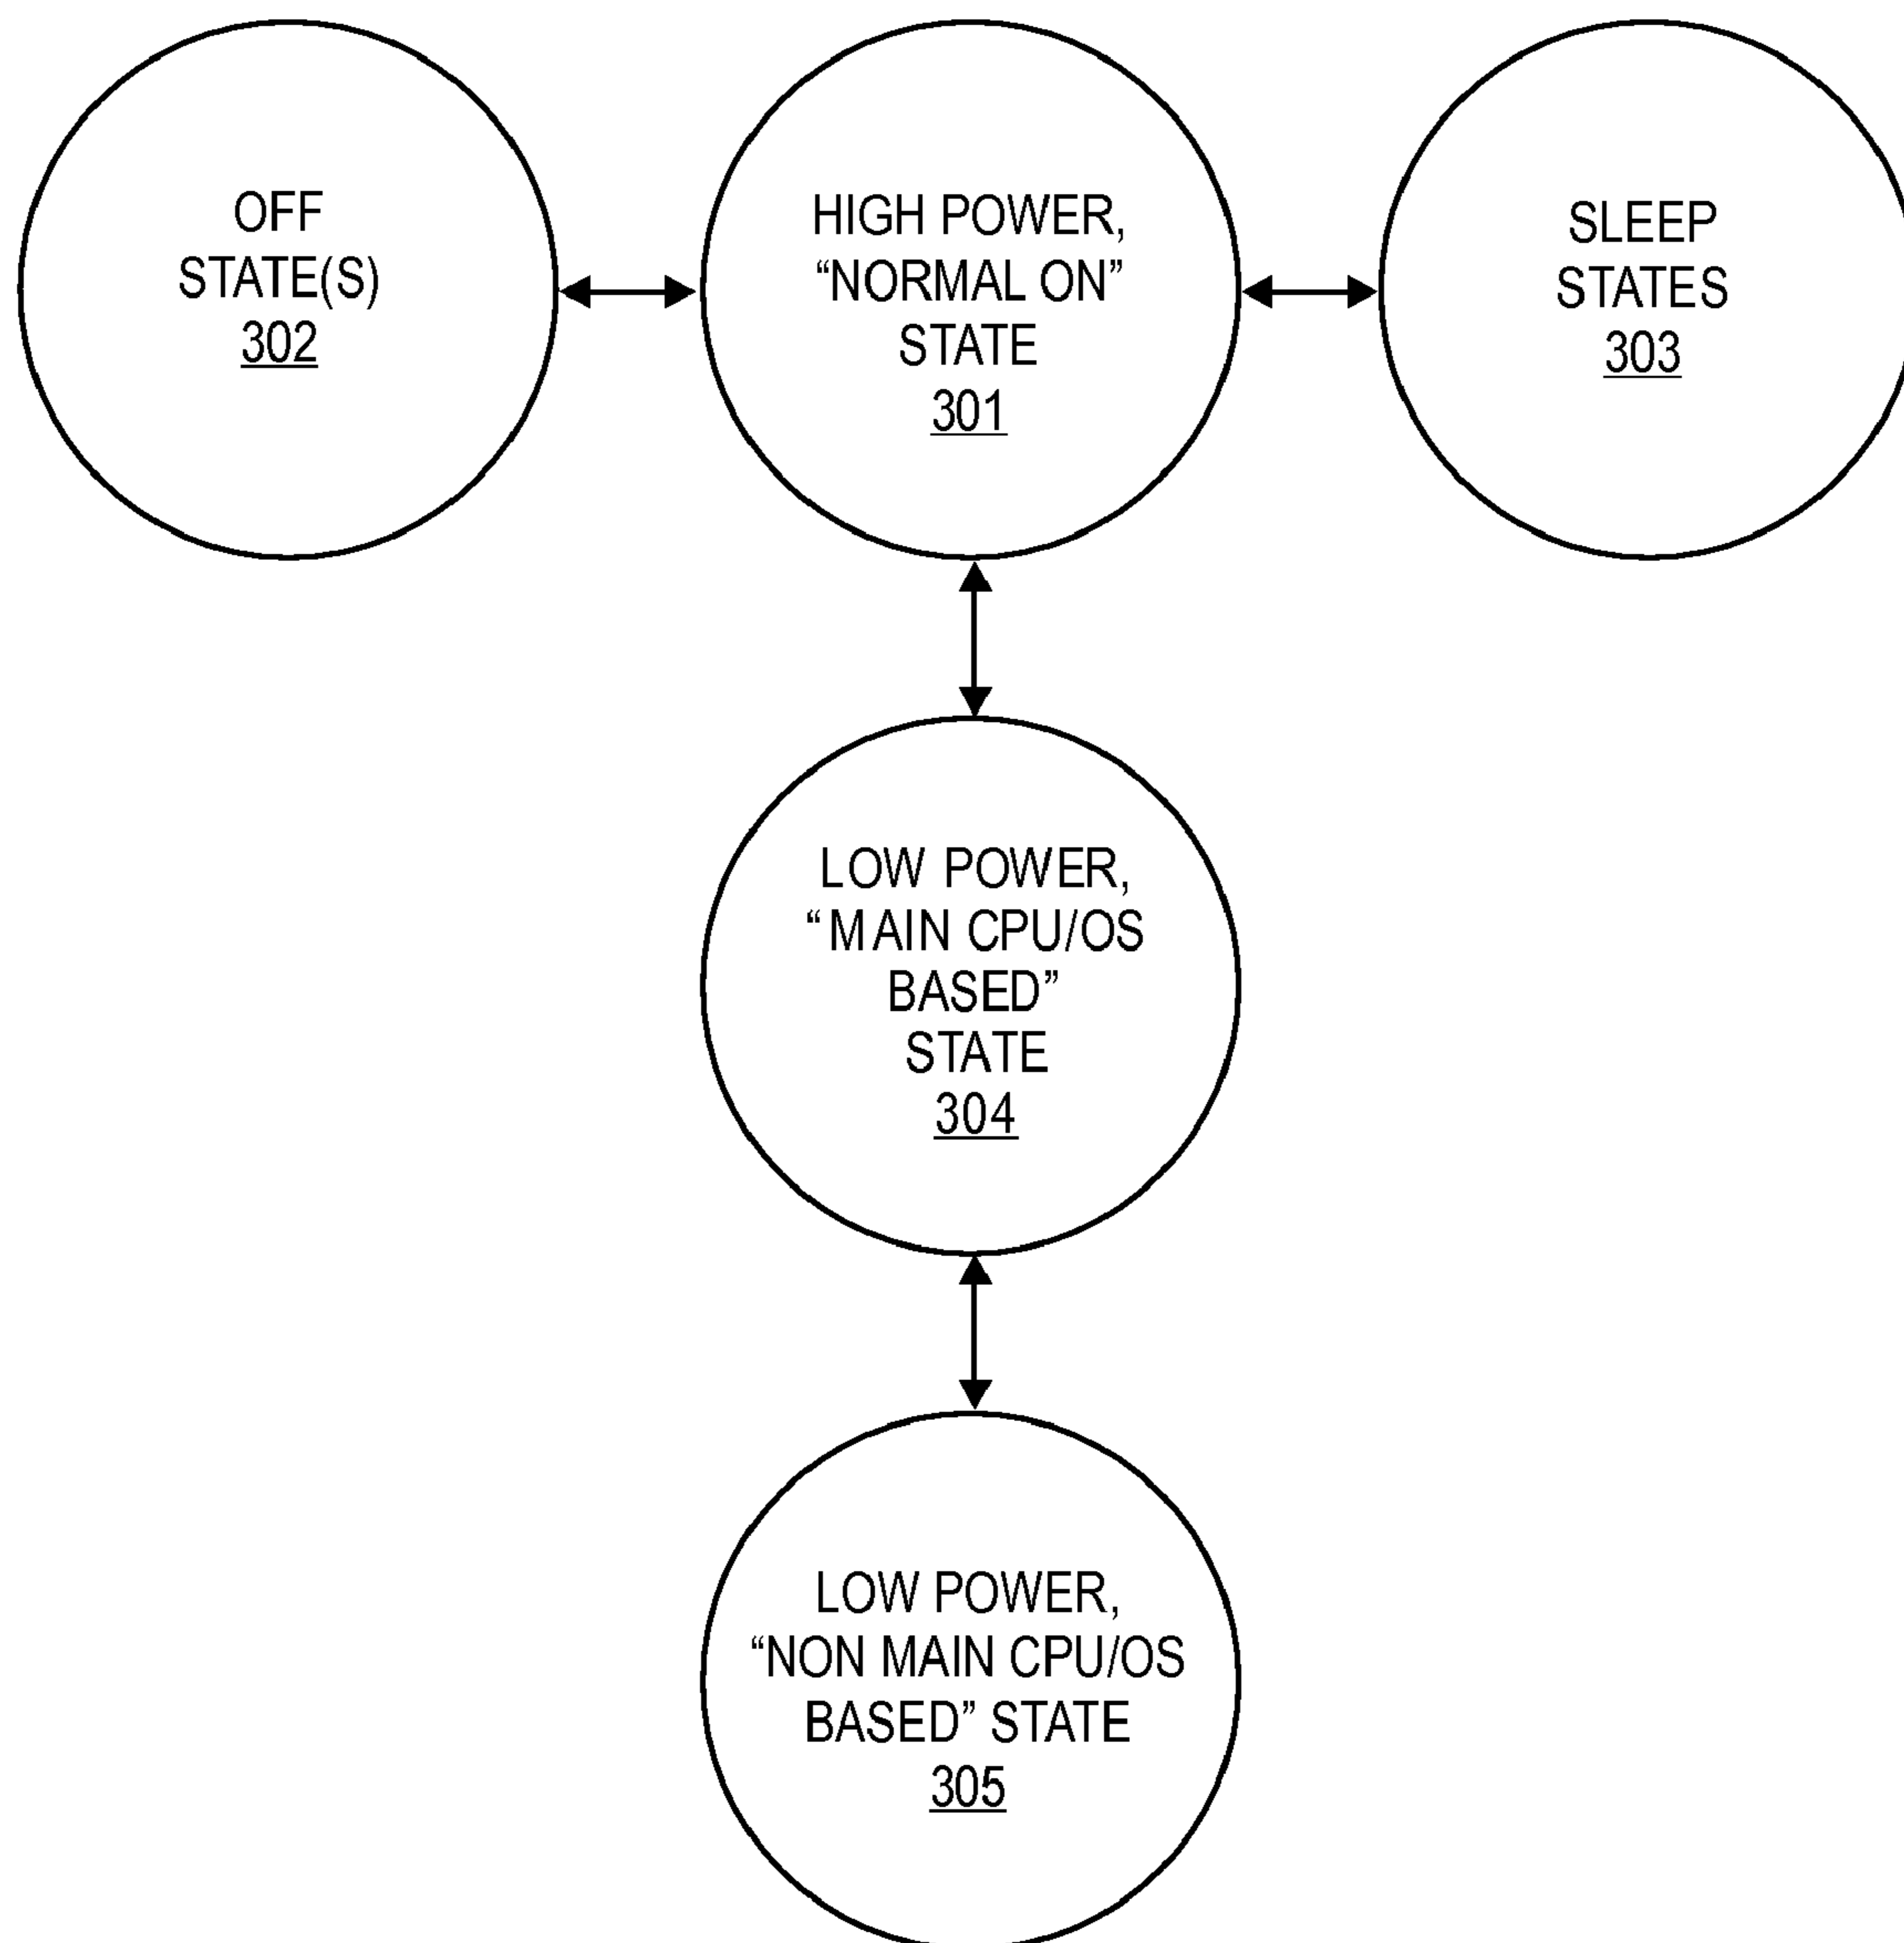 OFF
STATE(S)
302
HIGH POWER,
“NORMAL ON”
STATE
301
SLEEP
STATES
303
LOW POWER,
“MAIN CPU/OS
BASED”
STATE
304
LOW POWER,
“NON MAIN CPU/OS
BASED” STATE
305